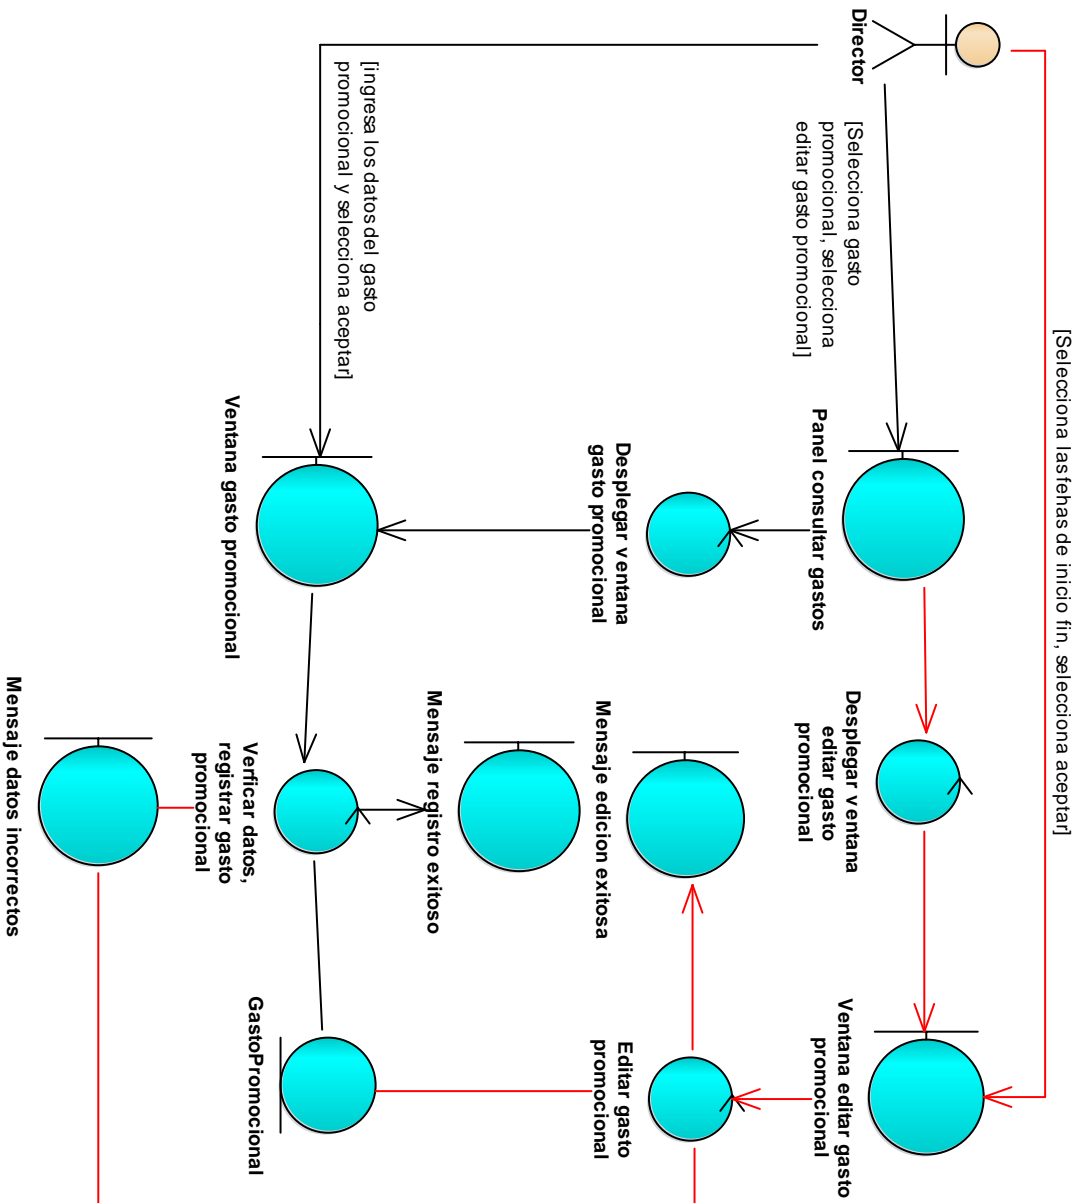 Director
[Selecciona las fehas de inicio fin, selecciona aceptar]
[Selecciona gasto
promocional, selecciona
editar gasto promocional]
[ingresa los datos del gasto
promocional y selecciona aceptar]
Panel consultar gastos
Desplegar ventana
editar gasto
promocional
Ventana editar gasto
promocional
Desplegar ventana
gasto promocional
Mensaje edicion exitosa
Editar gasto
promocional
Mensaje registro exitoso
Ventana gasto promocional
Verficar datos,
registrar gasto
promocional
GastoPromocional
Mensaje datos incorrectos